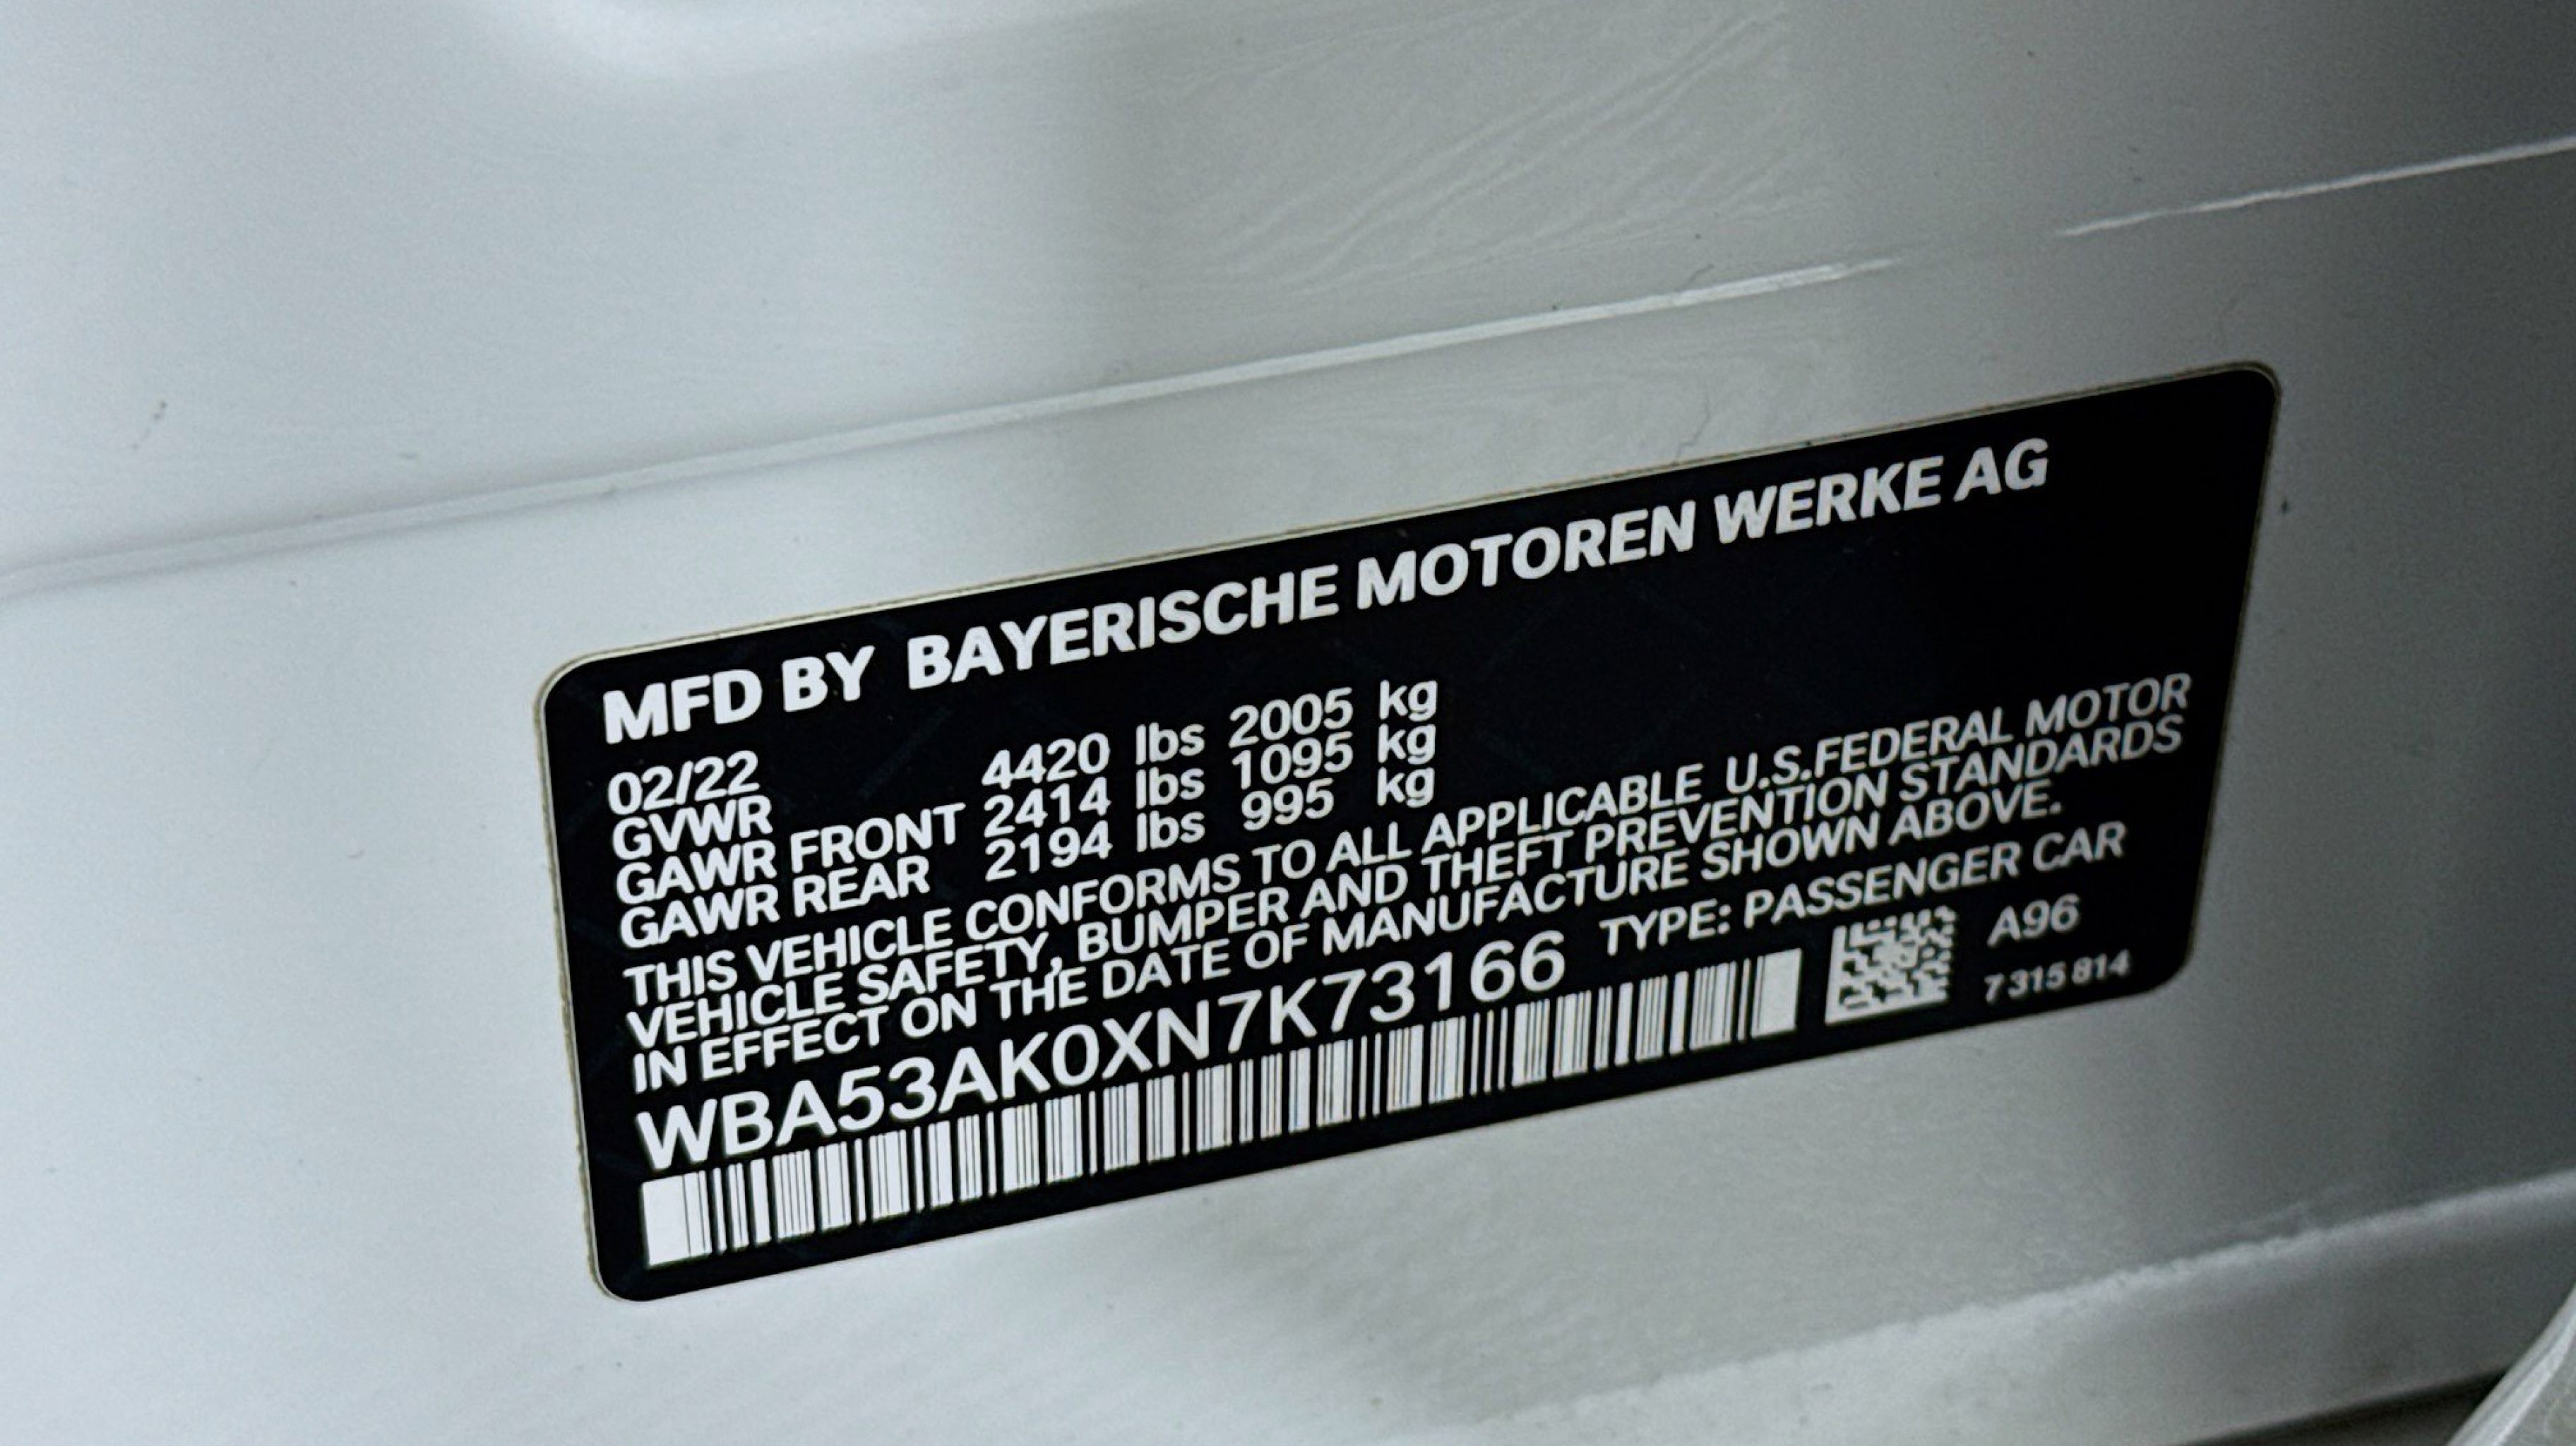 MFD BY BAYERISCHE MOTOREN WERKE AG
02/22
GVWR 4420 lbs 2005 kg
GAWR FRONT 2414 lbs 1095 kg
GAWR REAR 2194 lbs 995 kg
THIS VEHICLE CONFORMS TO ALL APPLICABLE U.S.FEDERAL MOTOR
VEHICLE SAFETY, BUMPER AND THEFT PREVENTION STANDARDS
IN EFFECT ON THE DATE OF MANUFACTURE SHOWN ABOVE.
WBA53AK0XN7K73166 TYPE: PASSENGER CAR
A96
7 315 814